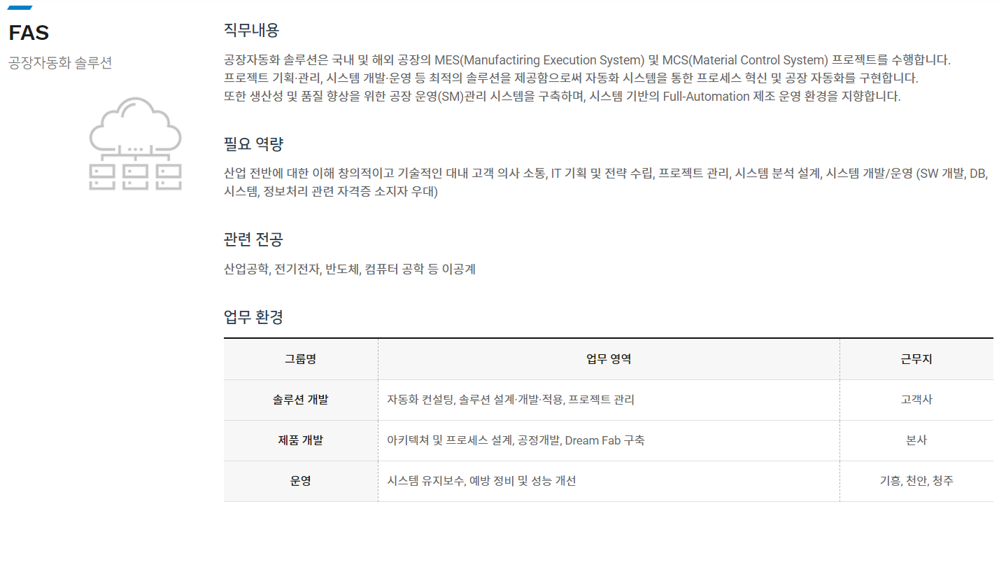 FAS
공장자동화 솔루션
직무내용
공장자동화 솔루션은 국내 및 해외 공장의 MES(Manufactiring Execution System) 및 MCS(Material Control System) 프로젝트를 수행합니다.
프로젝트 기획·관리, 시스템 개발·운영 등 최적의 솔루션을 제공함으로써 자동화 시스템을 통한 프로세스 혁신 및 공장 자동화를 구현합니다.
또한 생산성 및 품질 향상을 위한 공장 운영(SM)관리 시스템을 구축하며, 시스템 기반의 Full-Automation 제조 운영 환경을 지향합니다.
필요 역량
산업 전반에 대한 이해 창의적이고 기술적인 대내 고객 의사 소통, IT 기획 및 전략 수립, 프로젝트 관리, 시스템 분석 설계, 시스템 개발/운영 (SW 개발, DB,
시스템, 정보처리 관련 자격증 소지자 우대)
관련 전공
산업공학, 전기전자, 반도체, 컴퓨터 공학 등 이공계
업무 환경
그룹명 업무 영역 근무지
솔루션 개발 자동화 컨설팅, 솔루션 설계·개발·적용, 프로젝트 관리 고객사
제품 개발 아키텍쳐 및 프로세스 설계, 공정개발, Dream Fab 구축 본사
운영 시스템 유지보수, 예방 정비 및 성능 개선 기흥, 천안, 청주